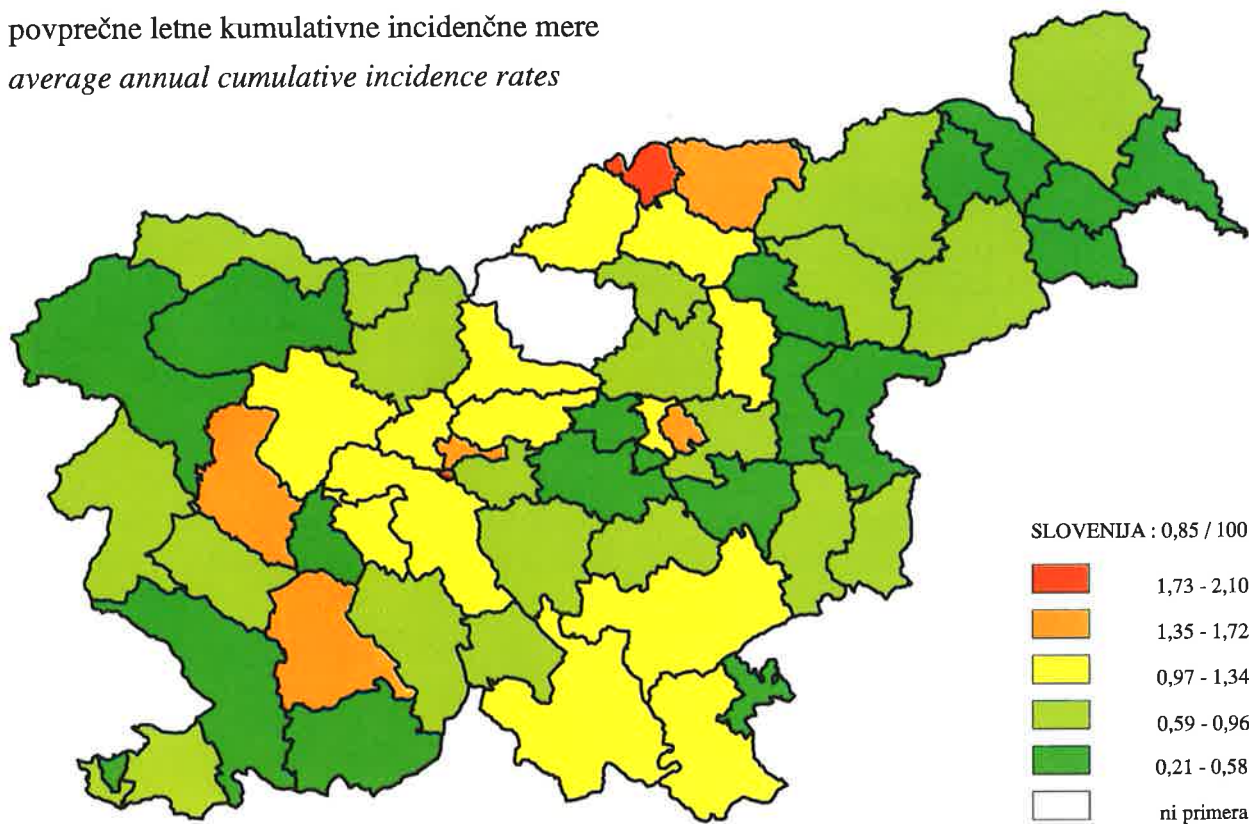 povprečne letne kumulativne incidenčne mere
average annual cumulative incidence rates
SLOVENIJA : 0,85 / 100
1,73 - 2,10
1,35 - 1,72
0,97 - 1,34
0,59 - 0,96
0,21 - 0,58
ni primera